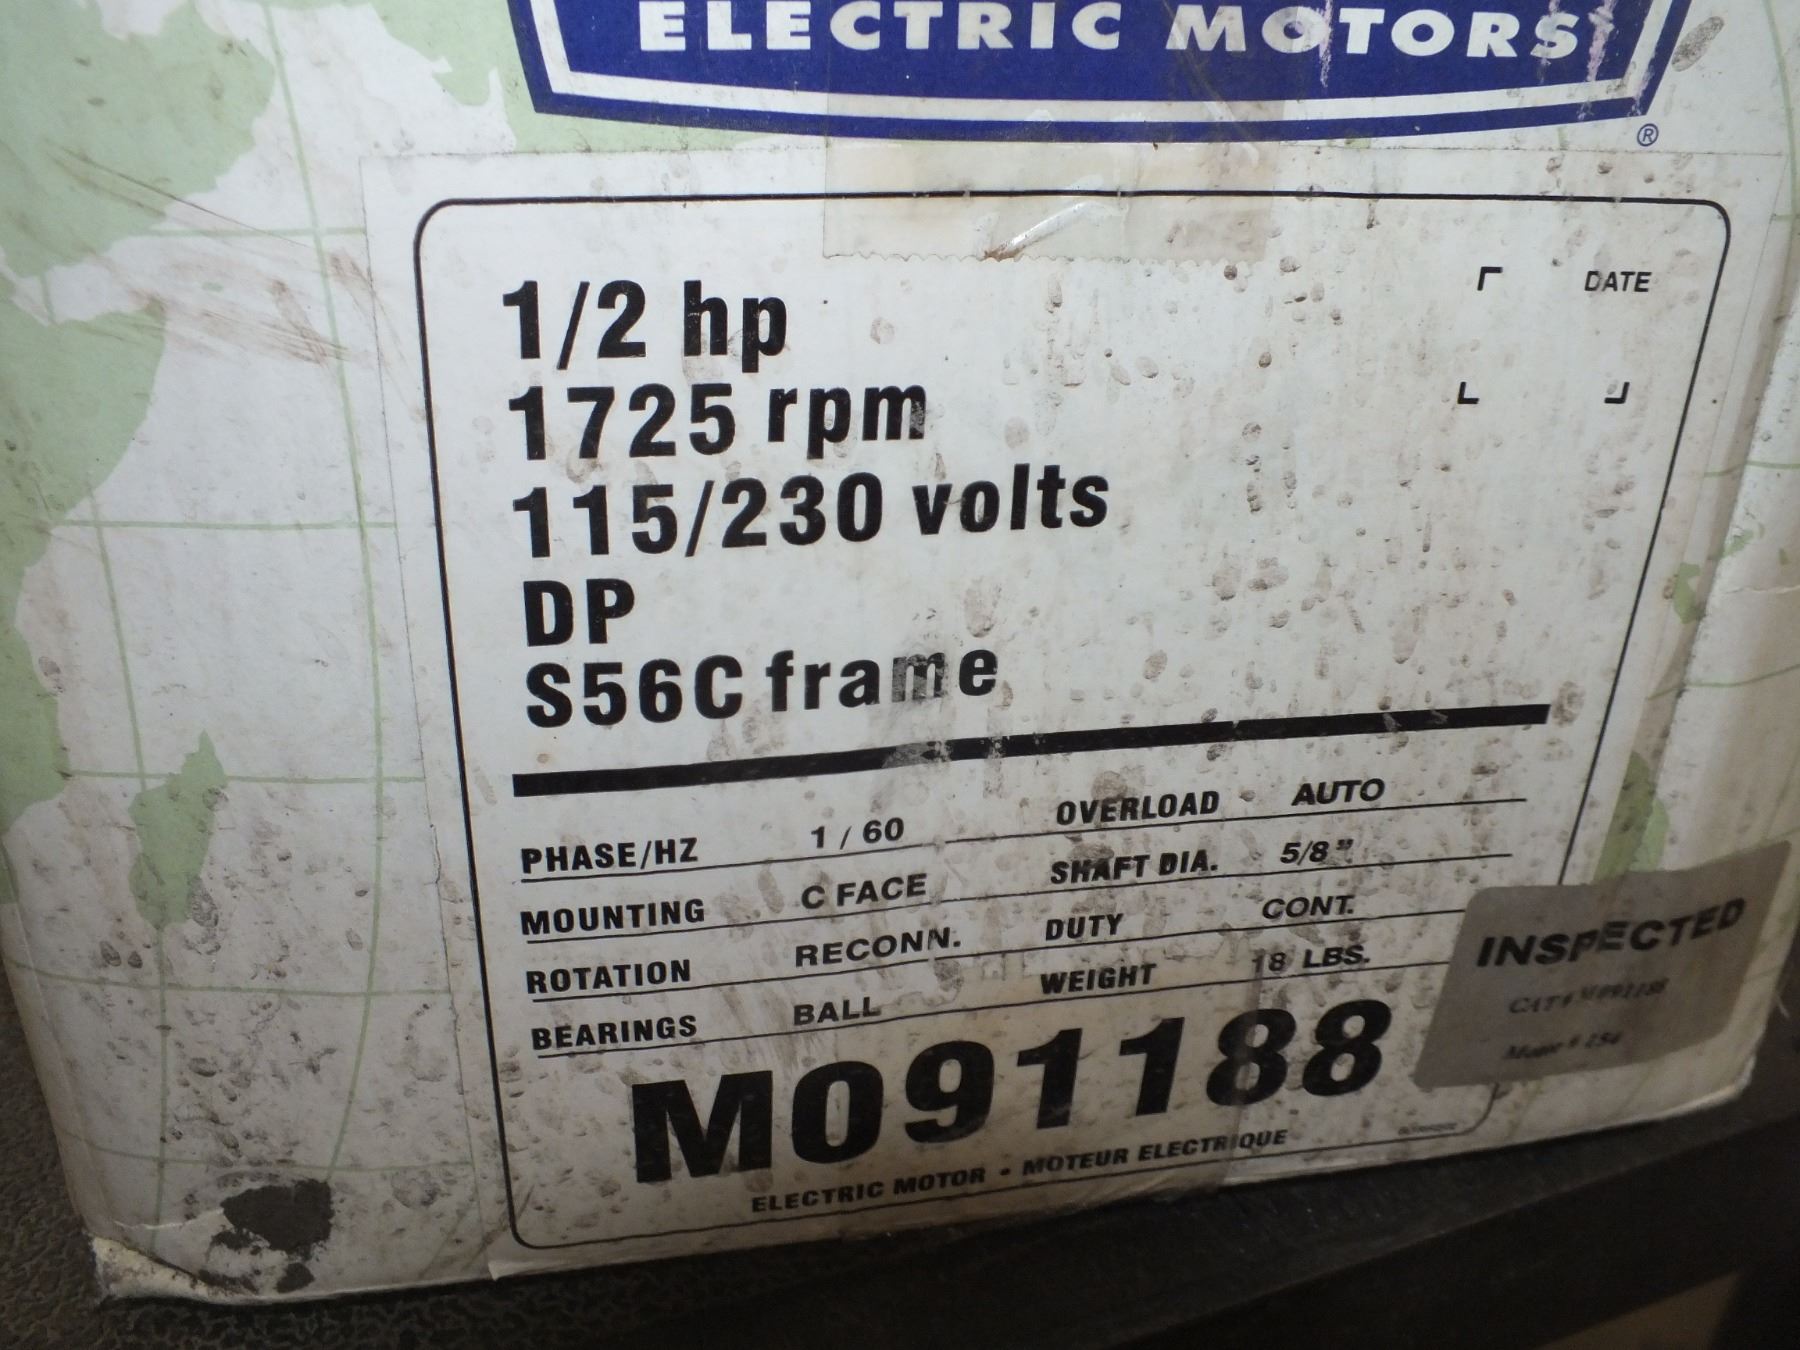 ELECTRIC MOTORS
®
1/2 hp
DATE
1725 rpm
115/230 volts
DP
S56C frame
PHASE/HZ 1 / 60 OVERLOAD AUTO
MOUNTING C FACE SHAFT DIA. 5/8"
ROTATION RECONN. DUTY CONT.
BEARINGS BALL WEIGHT 18 LBS.
INSPECTED
CAT# M091188
M091188
ELECTRIC MOTOR • MOTEUR ELECTRIQUE